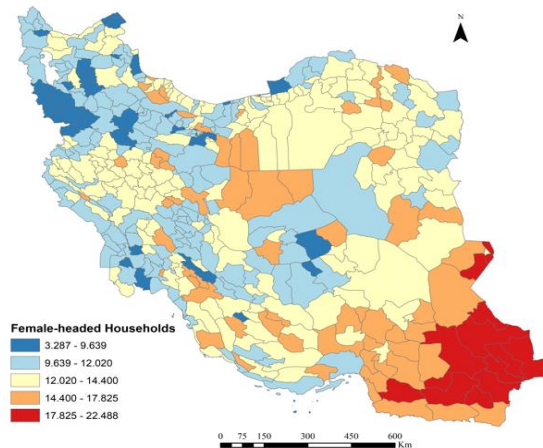 N
Female-headed Households
3.287 - 9.639
9.639 - 12.020
12.020 - 14.400
14.400 - 17.825
17.825 - 22.488
0 75 150 300 450 600
Km